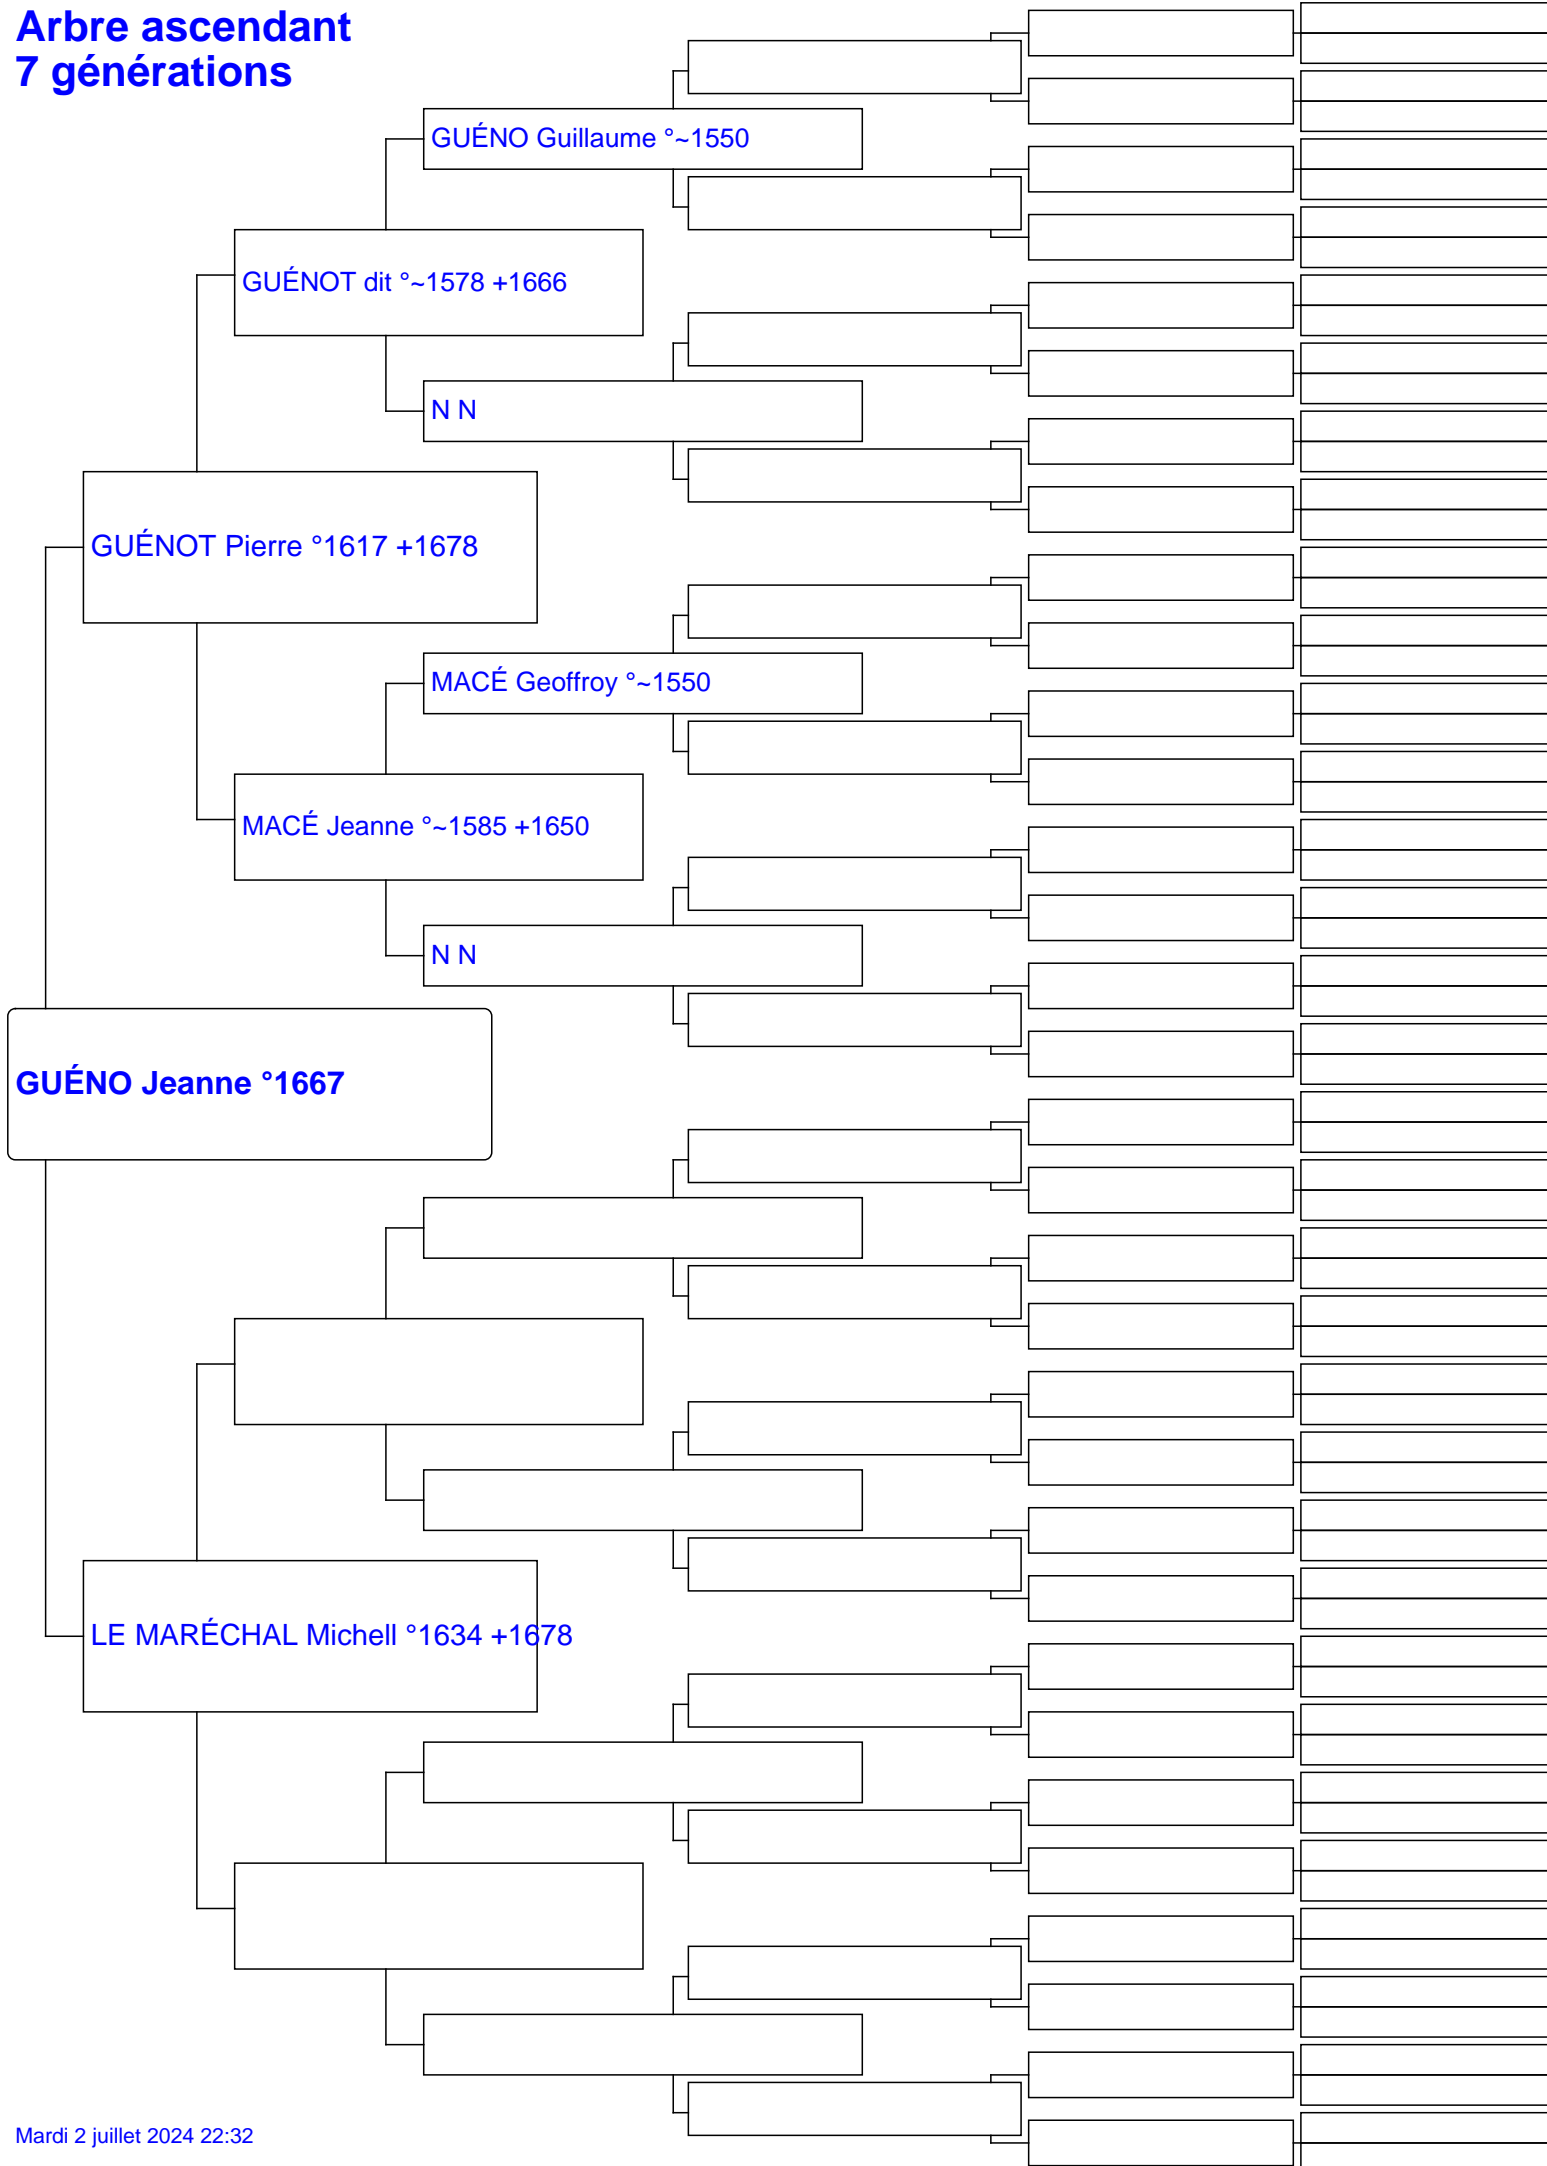 Arbre ascendant
7 générations
GUÉNO Guillaume °~1550
GUÉNOT dit °~1578 +1666
N N
GUÉNOT Pierre °1617 +1678
MACÉ Geoffroy °~1550
MACÉ Jeanne °~1585 +1650
N N
GUÉNO Jeanne °1667
LE MARÉCHAL Michell °1634 +1678
Mardi 2 juillet 2024 22:32